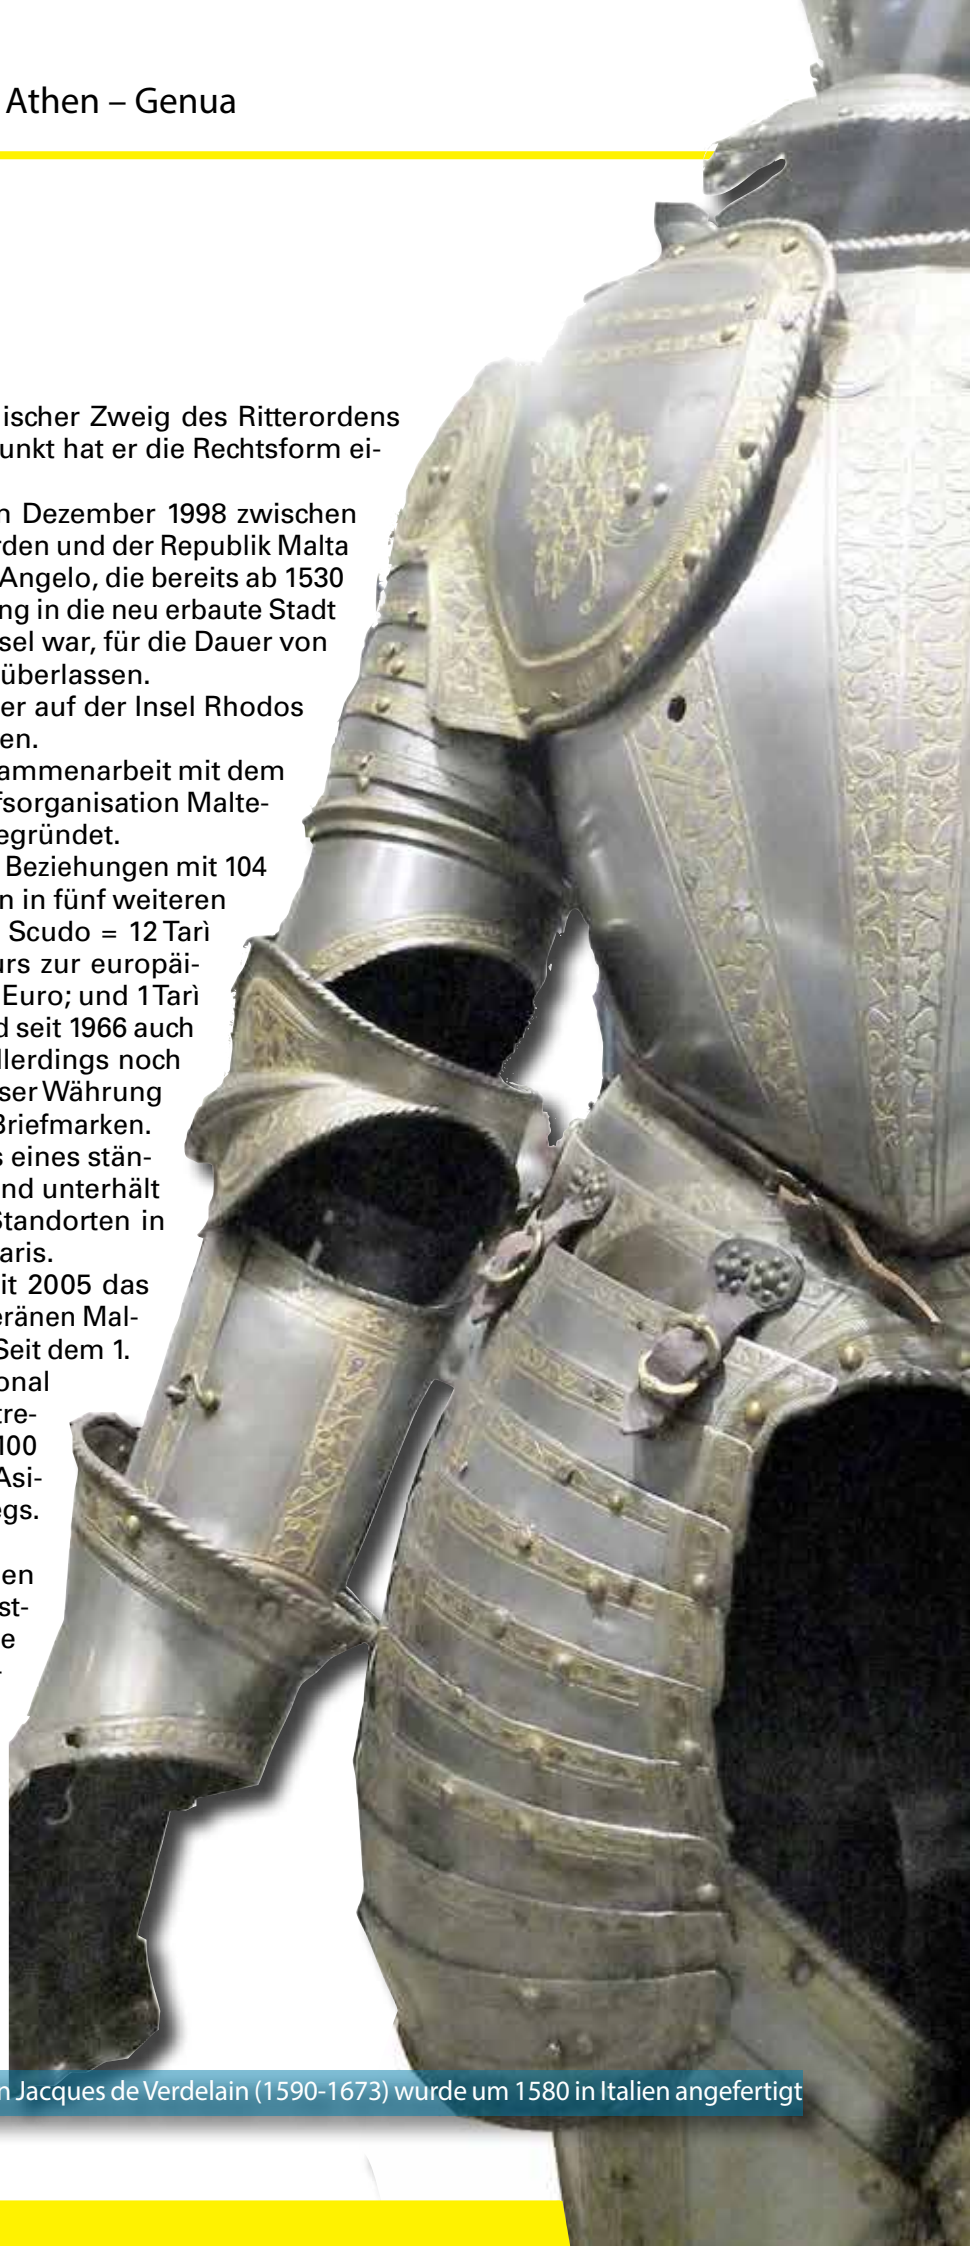 Athen – Genua
ischer Zweig des Ritterordens
unkt hat er die Rechtsform ei-
n Dezember 1998 zwischen
rden und der Republik Malta
Angelo, die bereits ab 1530
ng in die neu erbaute Stadt
sel war, für die Dauer von
überlassen.
er auf der Insel Rhodos
en.
ammenarbeit mit dem
fsorganisation Malte-
egründet.
Beziehungen mit 104
n in fünf weiteren
Scudo = 12 Tarì
urs zur europäi-
Euro; und 1 Tarì
d seit 1966 auch
llerdings noch
ser Währung
Briefmarken.
s eines stän-
nd unterhält
Standorten in
aris.
it 2005 das
eränen Mal-
Seit dem 1.
onal
tre-
100
Asi-
egs.
en
st-
e
-
n Jacques de Verdelain (1590-1673) wurde um 1580 in Italien angefertigt